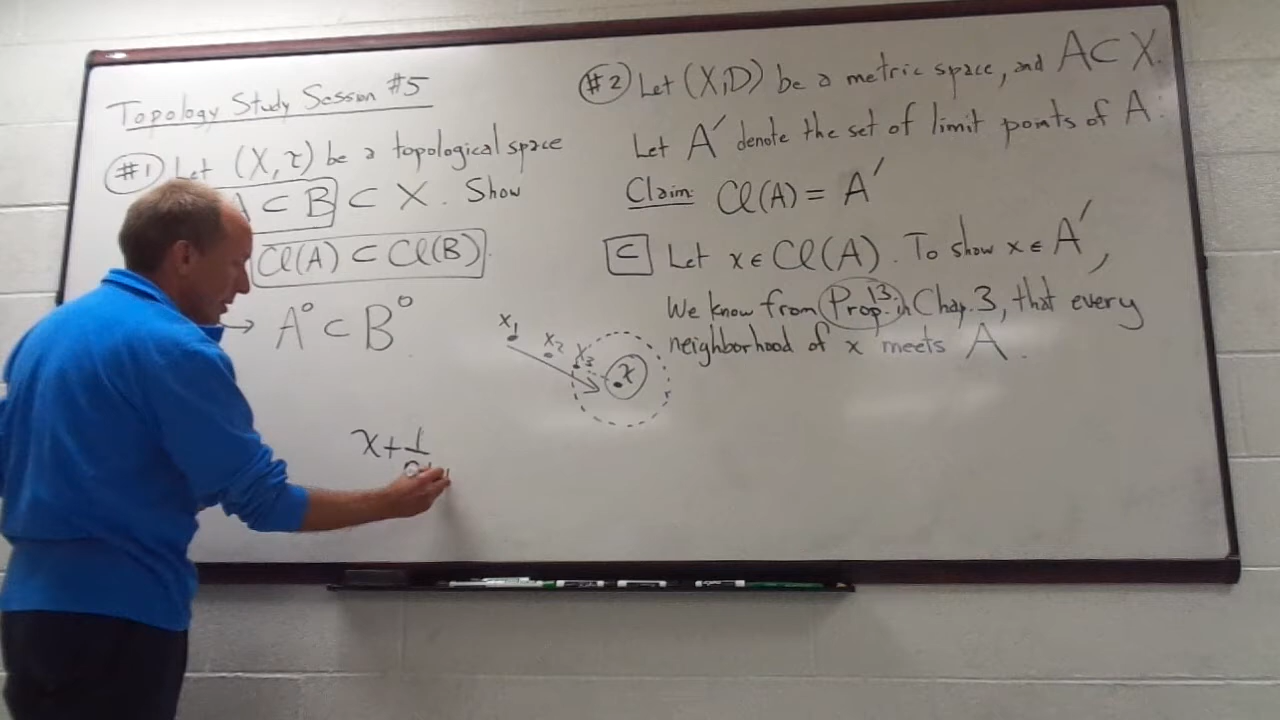 Topology Study Session #5
#1 Let (X, τ) be a topological space
A ⊂ B ⊂ X. Show
Cl(A) ⊂ Cl(B).
→ A° ⊂ B°
x + 1
x₁
x₂
x₃
x
#2 Let (X,D) be a metric space, and A ⊂ X.
Let A′ denote the set of limit points of A.
Claim: Cl(A) = A′
⊂ Let x ∈ Cl(A). To show x ∈ A′,
We know from Prop. 13 in Chap. 3, that every
neighborhood of x meets A.